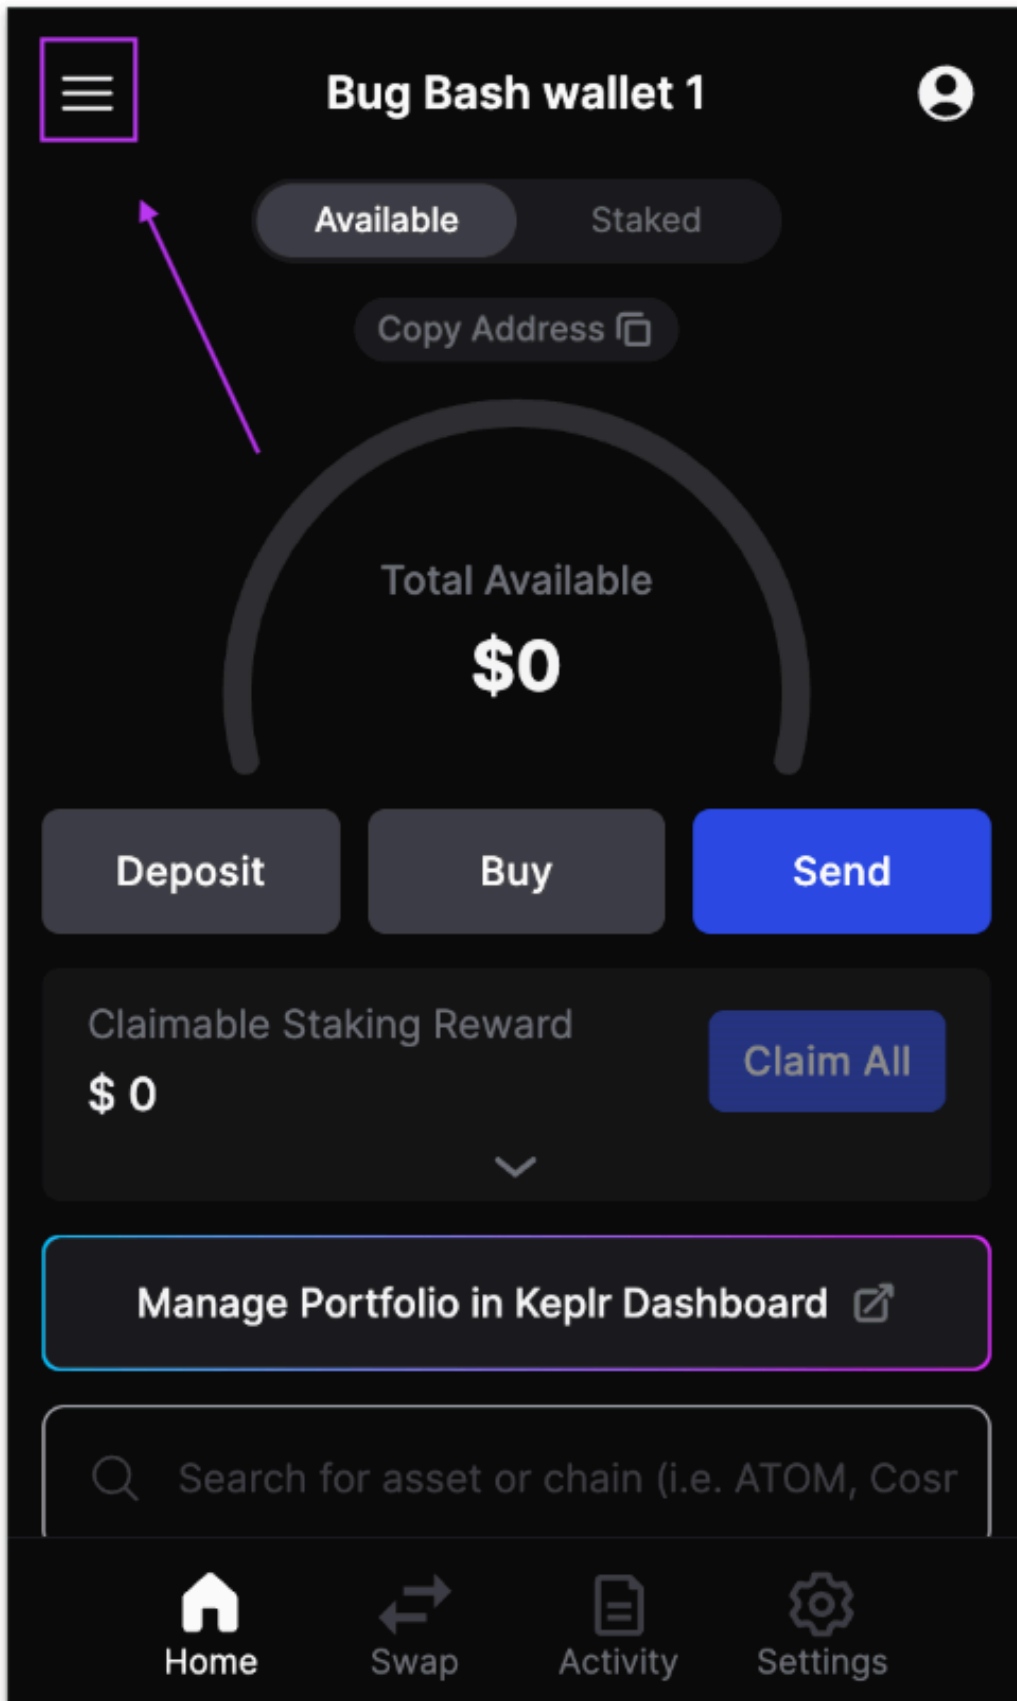 Bug Bash wallet 1
Available Staked
Copy Address
Total Available
$0
Deposit Buy Send
Claimable Staking Reward
$ 0
Claim All
Manage Portfolio in Keplr Dashboard
Search for asset or chain (i.e. ATOM, Cosr
Home Swap Activity Settings